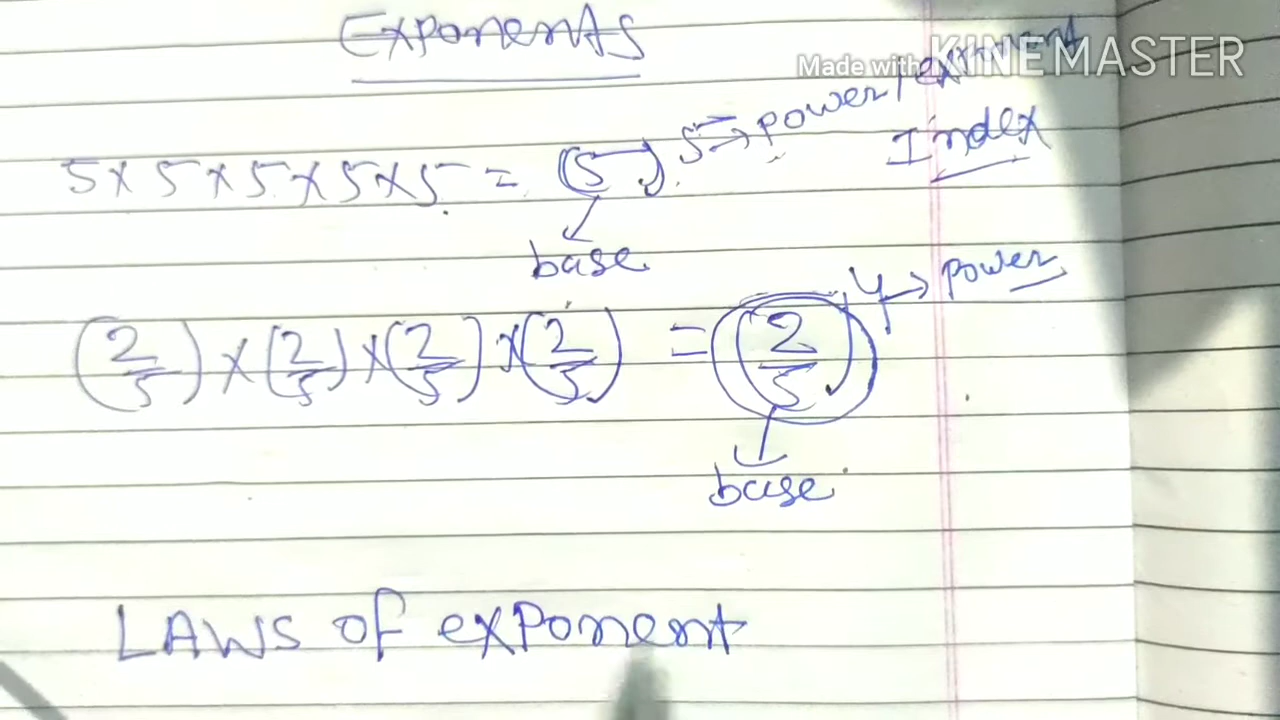 Exponents
Made with KINEMASTER
5 × 5 × 5 × 5 × 5 = (5)⁵ → power / exponent
Index
base
(2/5) × (2/5) × (2/5) × (2/5) = (2/5)⁴ → power
base
LAWS of exponent